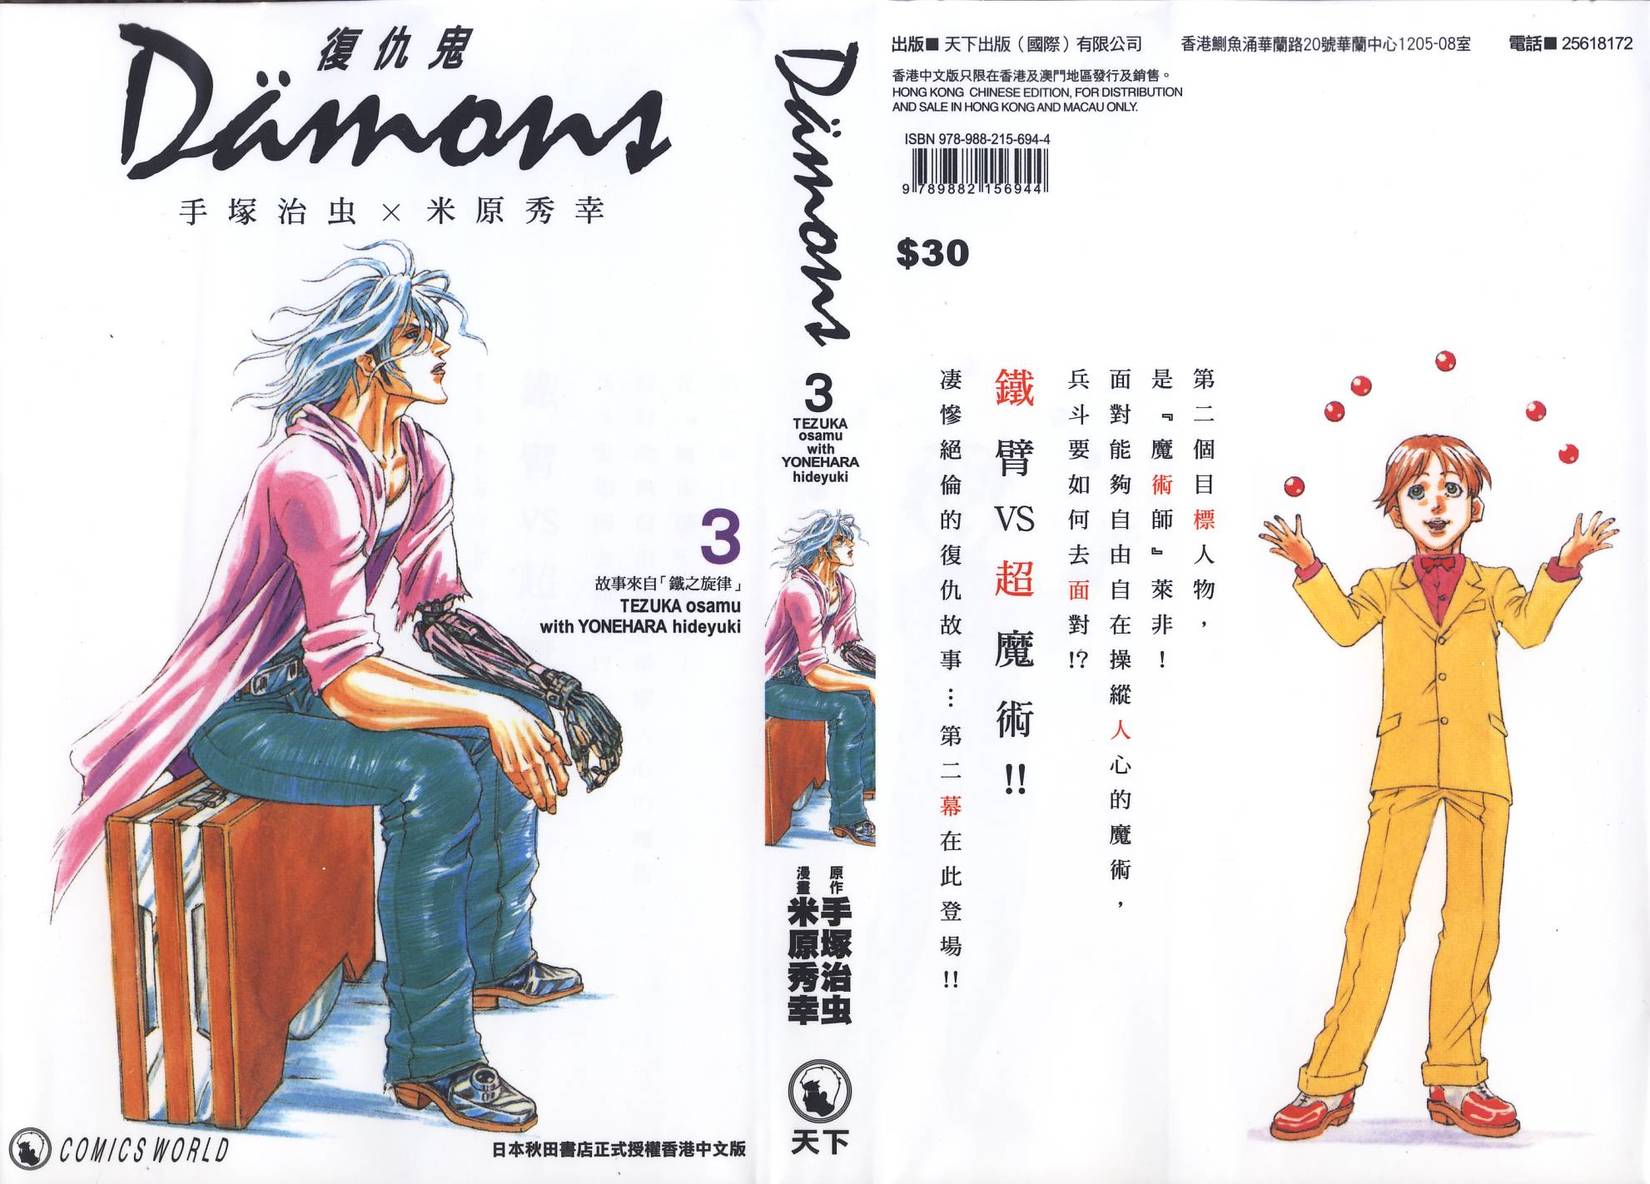 復仇鬼
Dämons
手塚治虫×米原秀幸
3
故事來自「鐵之旋律」
TEZUKA osamu
with YONEHARA hideyuki
COMICS WORLD
日本秋田書店正式授權香港中文版
Dämons
3
TEZUKA
osamu
with
YONEHARA
hideyuki
原作
手塚治虫
漫畫
米原秀幸
天下
出版■天下出版（國際）有限公司
香港鰂魚涌華蘭路20號華蘭中心1205-08室
電話■25618172
香港中文版只限在香港及澳門地區發行及銷售。
HONG KONG CHINESE EDITION, FOR DISTRIBUTION
AND SALE IN HONG KONG AND MACAU ONLY.
ISBN 978-988-215-694-4
9 789882 156944
$30
第二個目標人物，
是『魔術師』萊非！
面對能夠自由自在操縱人心的魔術，
兵斗要如何去面對!?
鐵臂VS超魔術!!
凄慘絕倫的復仇故事…第二幕在此登場!!